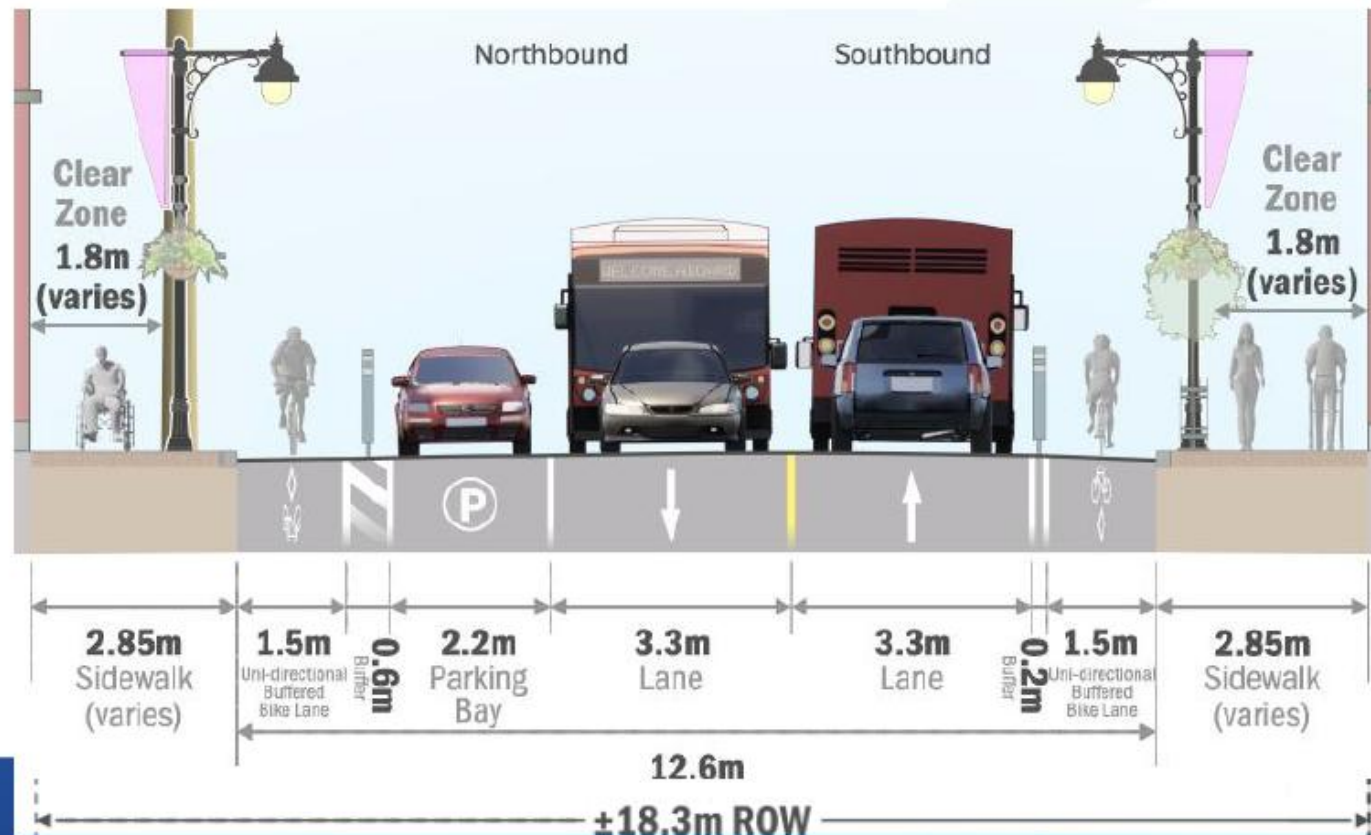 Northbound
Southbound
Clear
Zone
1.8m
(varies)
Clear
Zone
1.8m
(varies)
WELCOME ABOARD
P
2.85m
Sidewalk
(varies)
1.5m
Uni-directional
Buffered
Bike Lane
0.6m
Buffer
2.2m
Parking
Bay
3.3m
Lane
3.3m
Lane
0.2m
Buffer
1.5m
Uni-directional
Buffered
Bike Lane
2.85m
Sidewalk
(varies)
12.6m
±18.3m ROW